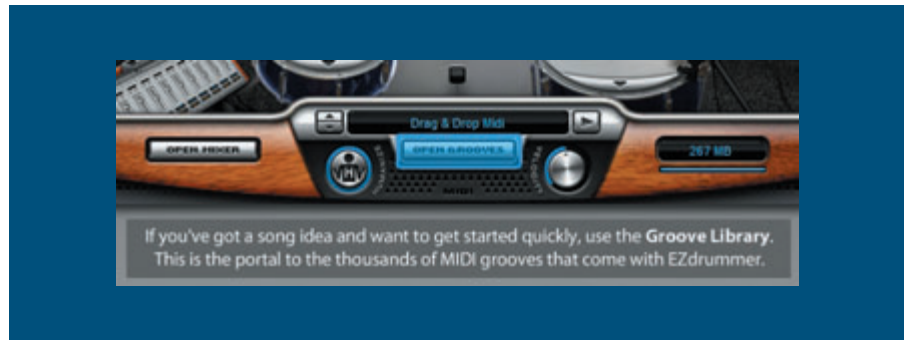 Drag & Drop Midi
OPEN MIXER
OPEN GROOVES
267 MB
HUMANIZE
VELOCITY
MIDI
If you've got a song idea and want to get started quickly, use the Groove Library.
This is the portal to the thousands of MIDI grooves that come with EZdrummer.